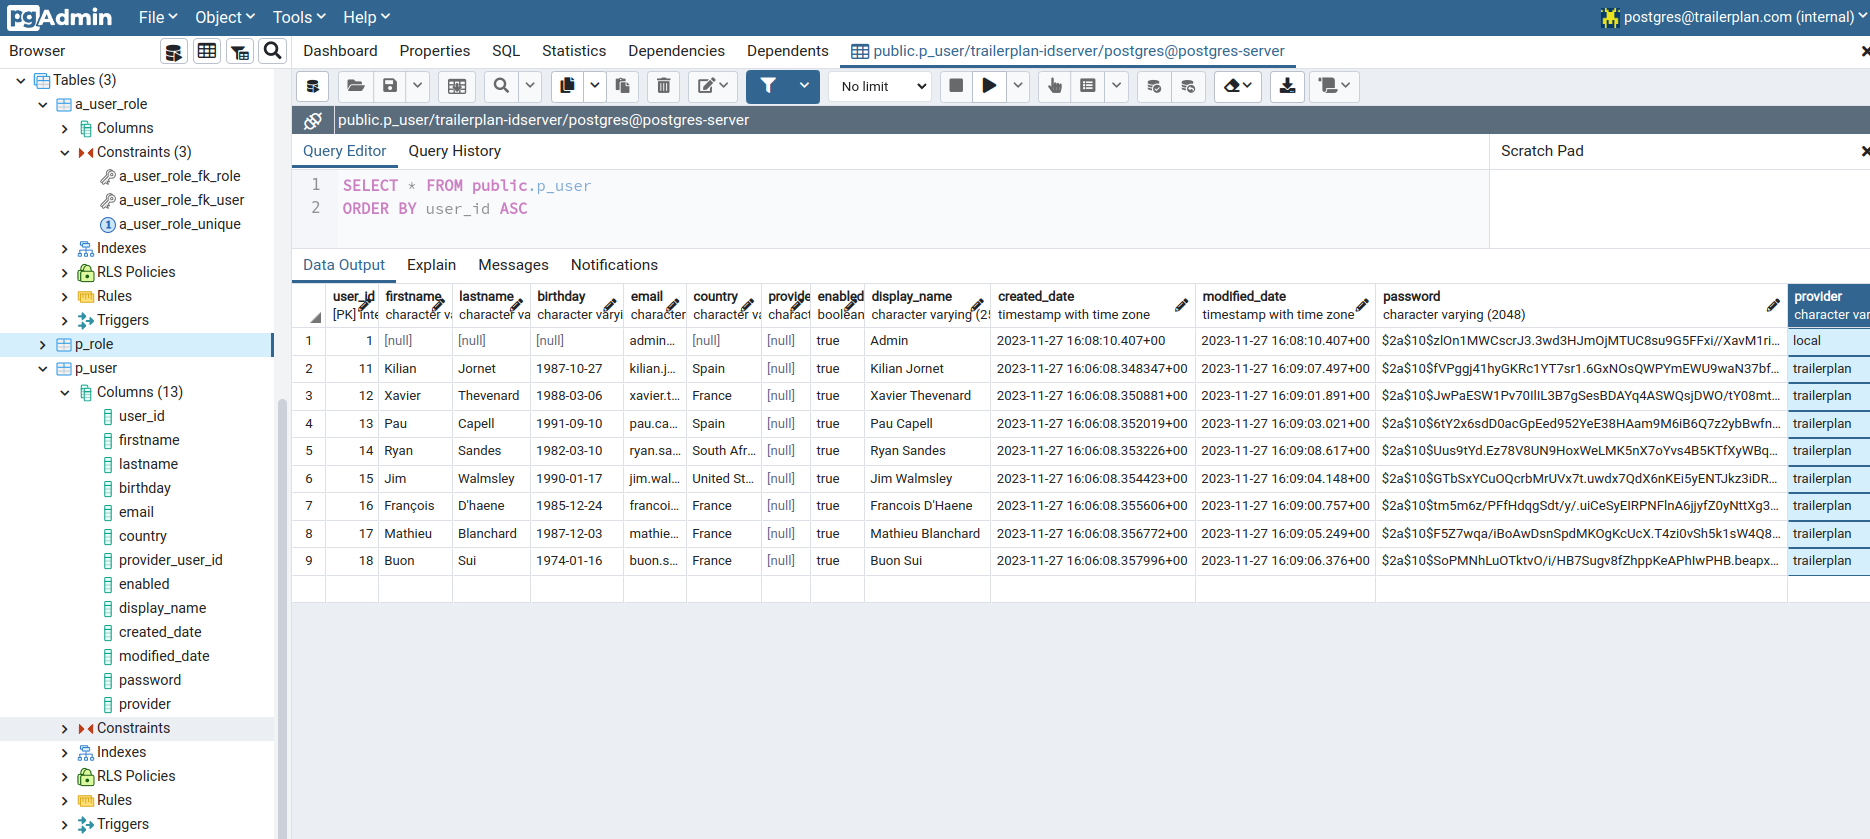 pgAdmin File Object Tools Help postgres@trailerplan.com (internal)
Browser
Dashboard Properties SQL Statistics Dependencies Dependents public.p_user/trailerplan-idserver/postgres@postgres-server
Tables (3)
a_user_role
Columns
Constraints (3)
a_user_role_fk_role
a_user_role_fk_user
a_user_role_unique
Indexes
RLS Policies
Rules
Triggers
p_role
p_user
Columns (13)
user_id
firstname
lastname
birthday
email
country
provider_user_id
enabled
display_name
created_date
modified_date
password
provider
Constraints
Indexes
RLS Policies
Rules
Triggers
No limit
public.p_user/trailerplan-idserver/postgres@postgres-server
Query Editor Query History
Scratch Pad
1 SELECT * FROM public.p_user
2 ORDER BY user_id ASC
Data Output Explain Messages Notifications
user_id firstname lastname birthday email country provide enabled display_name created_date modified_date password provider
[PK] inte character va character va character varyi character character va charact boolean character varying (25 timestamp with time zone timestamp with time zone character varying (2048) character var
1 1 [null] [null] [null] admin... [null] [null] true Admin 2023-11-27 16:08:10.407+00 2023-11-27 16:08:10.407+00 $2a$10$zlOn1MWCscrJ3.3wd3HJmOjMTUC8su9G5FFxi//XavM1ri... local
2 11 Kilian Jornet 1987-10-27 kilian.j... Spain [null] true Kilian Jornet 2023-11-27 16:06:08.348347+00 2023-11-27 16:09:07.497+00 $2a$10$fVPggj41hyGKRc1YT7sr1.6GxNOsQWPYmEWU9waN37bf... trailerplan
3 12 Xavier Thevenard 1988-03-06 xavier.t... France [null] true Xavier Thevenard 2023-11-27 16:06:08.350881+00 2023-11-27 16:09:01.891+00 $2a$10$JwPaESW1Pv70IlIL3B7gSesBDAYq4ASWQsjDWO/tY08mt... trailerplan
4 13 Pau Capell 1991-09-10 pau.ca... Spain [null] true Pau Capell 2023-11-27 16:06:08.352019+00 2023-11-27 16:09:03.021+00 $2a$10$6tY2x6sdD0acGpEed952YeE38HAam9M6iB6Q7z2ybBwfn... trailerplan
5 14 Ryan Sandes 1982-03-10 ryan.sa... South Afr... [null] true Ryan Sandes 2023-11-27 16:06:08.353226+00 2023-11-27 16:09:08.617+00 $2a$10$Uus9tYd.Ez78V8UN9HoxWeLMK5nX7oYvs4B5KTfXyWBq... trailerplan
6 15 Jim Walmsley 1990-01-17 jim.wal... United St... [null] true Jim Walmsley 2023-11-27 16:06:08.354423+00 2023-11-27 16:09:04.148+00 $2a$10$GTbSxYCuOQcrbMrUVx7t.uwdx7QdX6nKEi5yENTJkz3iDR... trailerplan
7 16 François D'haene 1985-12-24 francoi... France [null] true Francois D'Haene 2023-11-27 16:06:08.355606+00 2023-11-27 16:09:00.757+00 $2a$10$tm5m6z/PFfHdqgSdt/y/.uiCeSyEIRPNFlnA6jjyfZ0yNttXg3... trailerplan
8 17 Mathieu Blanchard 1987-12-03 mathie... France [null] true Mathieu Blanchard 2023-11-27 16:06:08.356772+00 2023-11-27 16:09:05.249+00 $2a$10$F5Z7wqa/iBoAwDsnSpdMKOgKcUcX.T4zi0vSh5k1sW4Q8... trailerplan
9 18 Buon Sui 1974-01-16 buon.s... France [null] true Buon Sui 2023-11-27 16:06:08.357996+00 2023-11-27 16:09:06.376+00 $2a$10$SoPMNhLuOTktvO/i/HB7Sugv8fZhppKeAPhIwPHB.beapx... trailerplan